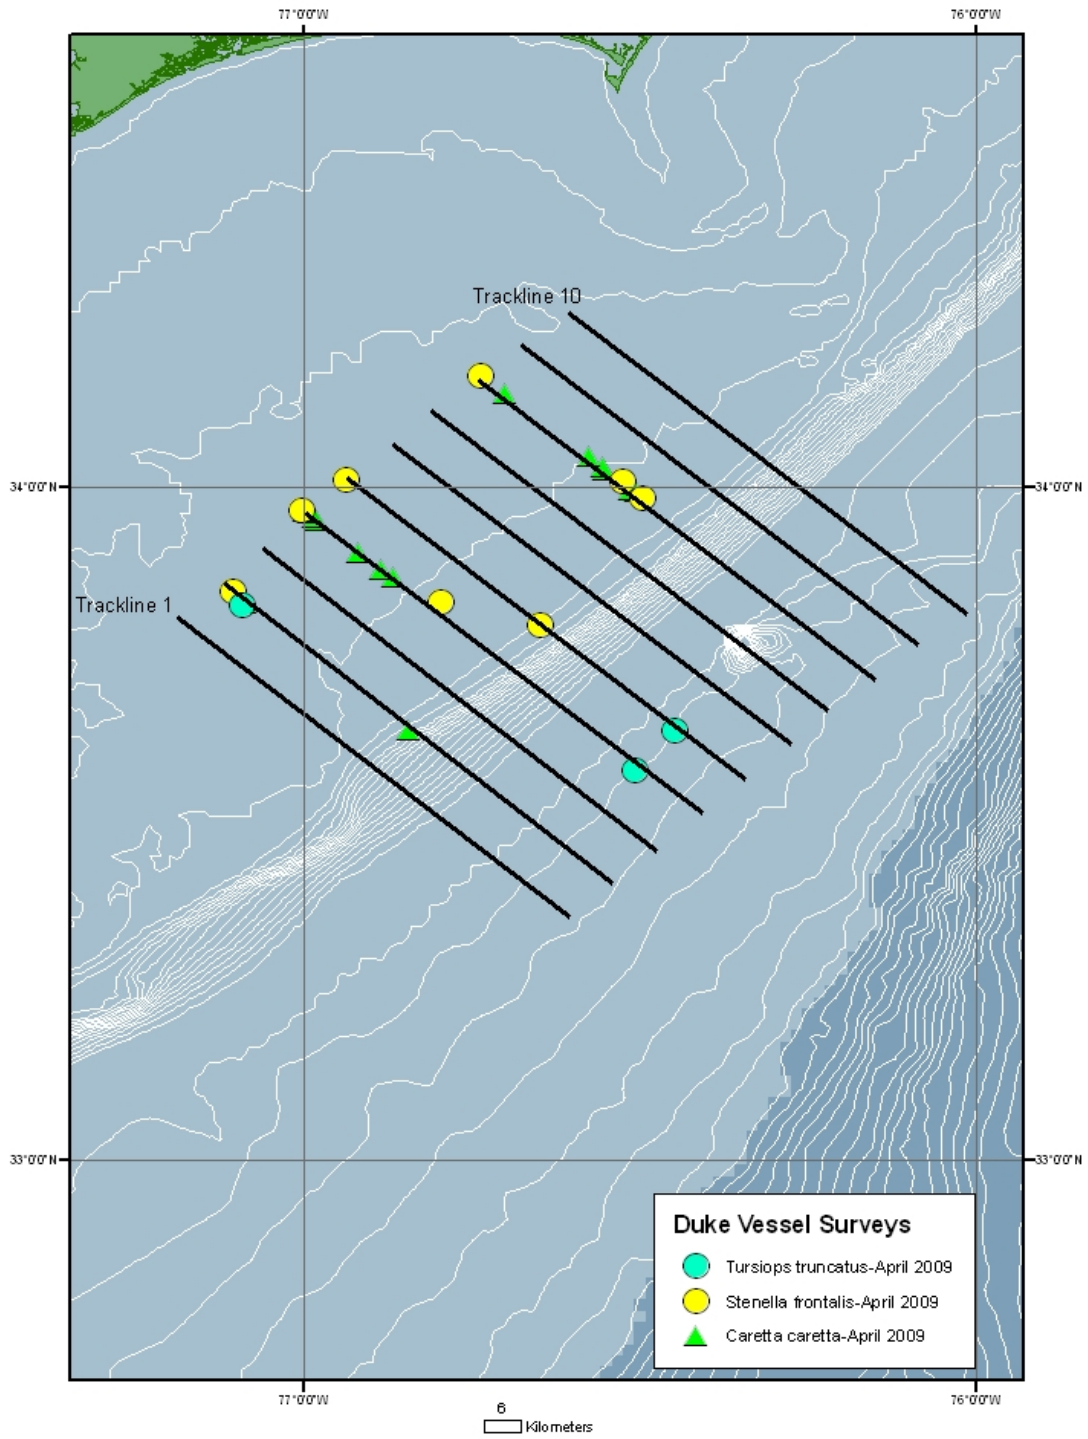 77°0'0"W 76°0'0"W
Trackline 10
34°0'0"N 34°0'0"N
Trackline 1
33°0'0"N 33°0'0"N
Duke Vessel Surveys
Tursiops truncatus-April 2009
Stenella frontalis-April 2009
Caretta caretta-April 2009
77°0'0"W 76°0'0"W
6
Kilometers